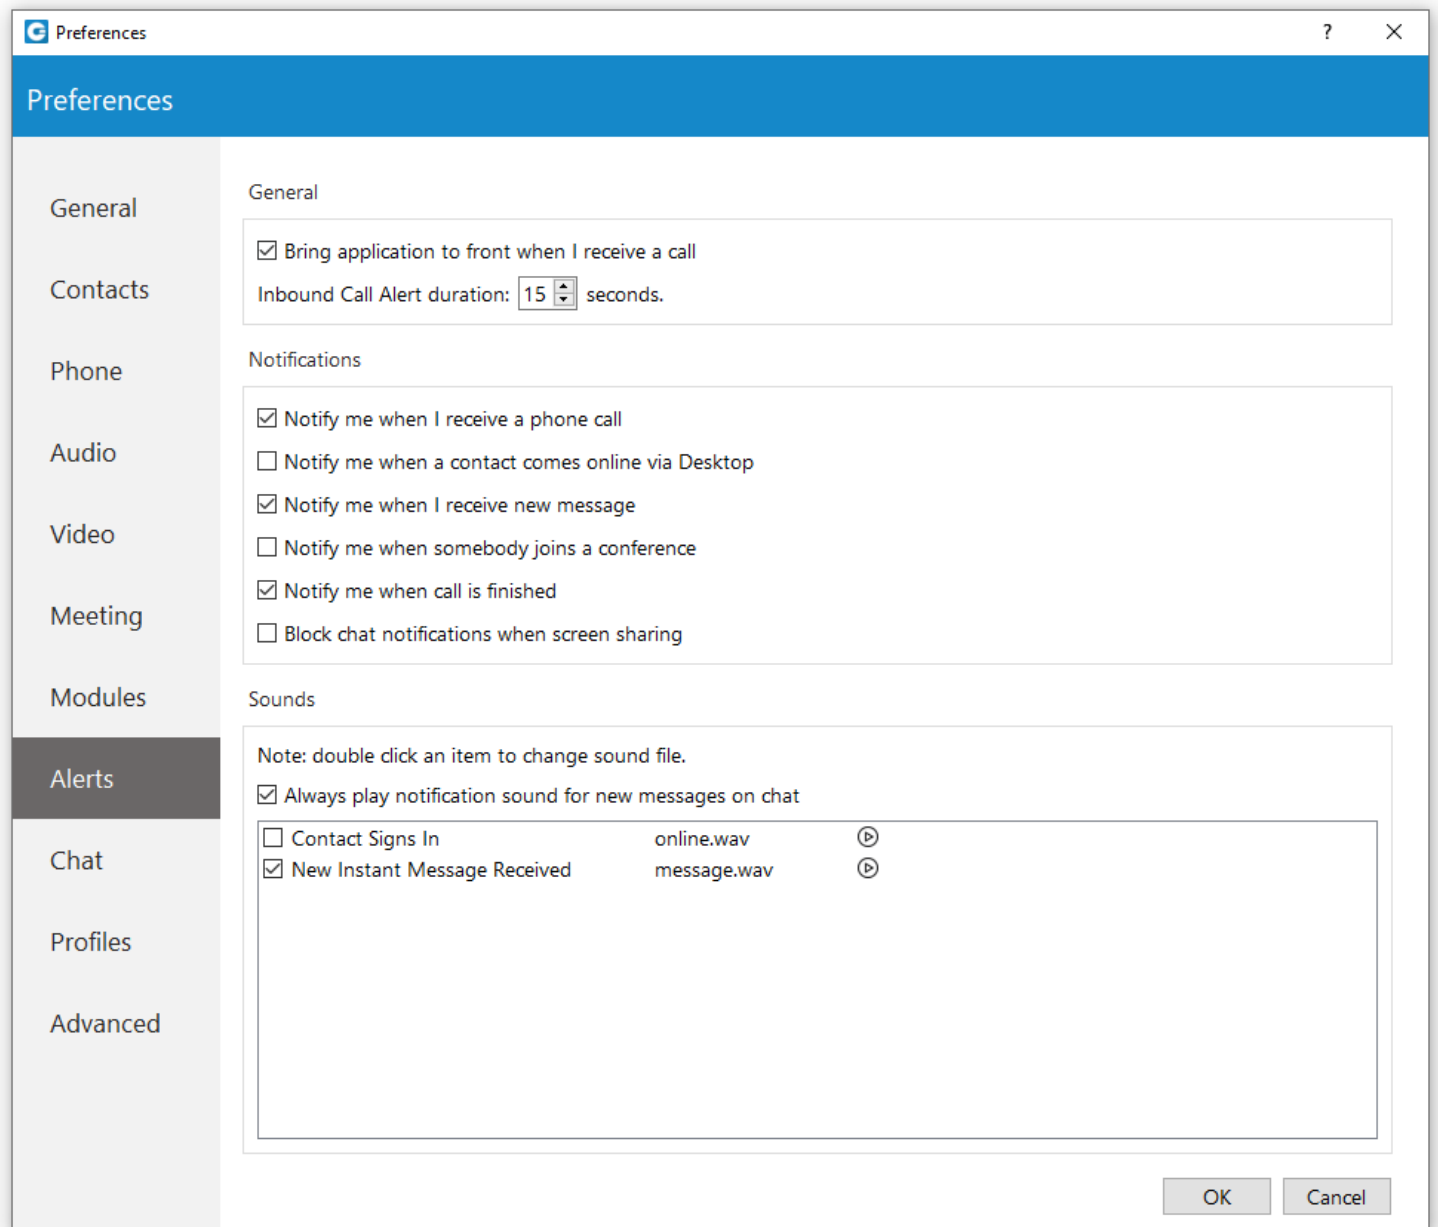 Preferences
?
Preferences
General
Contacts
Phone
Audio
Video
Meeting
Modules
Alerts
Chat
Profiles
Advanced
General
Bring application to front when I receive a call
Inbound Call Alert duration: 15 seconds.
Notifications
Notify me when I receive a phone call
Notify me when a contact comes online via Desktop
Notify me when I receive new message
Notify me when somebody joins a conference
Notify me when call is finished
Block chat notifications when screen sharing
Sounds
Note: double click an item to change sound file.
Always play notification sound for new messages on chat
Contact Signs In online.wav
New Instant Message Received message.wav
OK Cancel